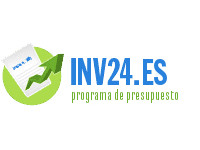 INV24.ES
programa de presupuesto